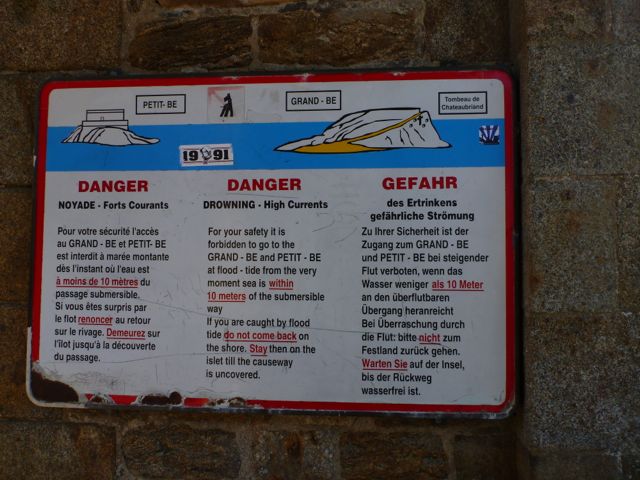 PETIT- BE
GRAND - BE
Tombeau de
Chateaubriand
1991
DANGER
NOYADE - Forts Courants
Pour votre sécurité l'accès
au GRAND - BE et PETIT- BE
est interdit à marée montante
dès l'instant où l'eau est
à moins de 10 mètres du
passage submersible.
Si vous êtes surpris par
le flot renoncer au retour
sur le rivage. Demeurez sur
l'îlot jusqu'à la découverte
du passage.
DANGER
DROWNING - High Currents
For your safety it is
forbidden to go to the
GRAND - BE and PETIT - BE
at flood - tide from the very
moment sea is within
10 meters of the submersible
way
If you are caught by flood
tide do not come back on
the shore. Stay then on the
islet till the causeway
is uncovered.
GEFAHR
des Ertrinkens
gefährliche Strömung
Zu Ihrer Sicherheit ist der
Zugang zum GRAND - BE
und PETIT - BE bei steigender
Flut verboten, wenn das
Wasser weniger als 10 Meter
an den überflutbaren
Übergang heranreicht
Bei Überraschung durch
die Flut: bitte nicht zum
Festland zurück gehen.
Warten Sie auf der Insel,
bis der Rückweg
wasserfrei ist.